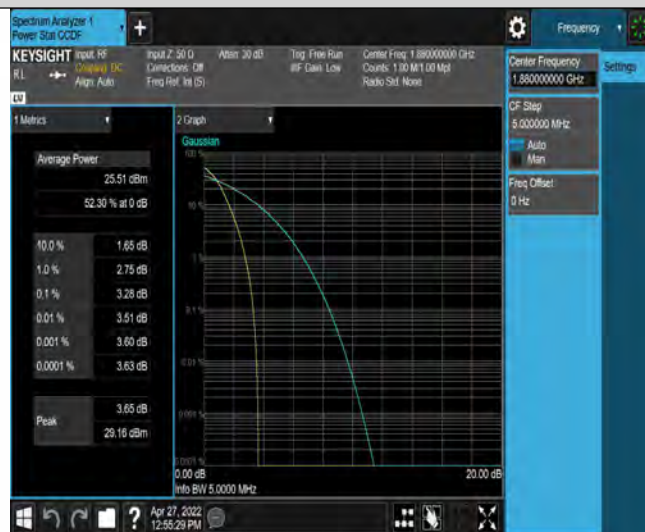 Spectrum Analyzer 1
Power Stat CCDF
Frequency
KEYSIGHT
Input: RF
Coupling: DC
Align: Auto
Input Z: 50 Ω
Corrections: Off
Freq Ref: Int (S)
Atten: 30 dB
Trig: Free Run
#IF Gain: Low
Center Freq: 1.880000000 GHz
Counts: 1.00 M/1.00 Mpt
Radio Std: None
RL
LW
Center Frequency
1.880000000 GHz
Settings
CF Step
5.000000 MHz
Auto
Man
Freq Offset
0 Hz
1 Metrics
Average Power
25.51 dBm
52.30 % at 0 dB
10.0 % 1.65 dB
1.0 % 2.75 dB
0.1 % 3.28 dB
0.01 % 3.51 dB
0.001 % 3.60 dB
0.0001 % 3.63 dB
Peak 3.65 dB
29.16 dBm
2 Graph
Gaussian
100 %
10 %
1 %
0.1 %
0.01 %
0.001 %
0.0001 %
0.00 dB
20.00 dB
Info BW 5.0000 MHz
?
Apr 27, 2022
12:55:29 PM